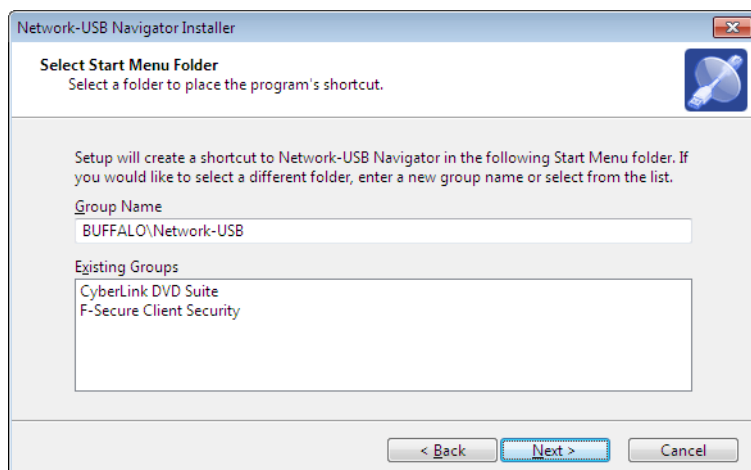 Network-USB Navigator Installer
Select Start Menu Folder
Select a folder to place the program's shortcut.
Setup will create a shortcut to Network-USB Navigator in the following Start Menu folder. If
you would like to select a different folder, enter a new group name or select from the list.
Group Name
BUFFALO\Network-USB
Existing Groups
CyberLink DVD Suite
F-Secure Client Security
< Back Next > Cancel